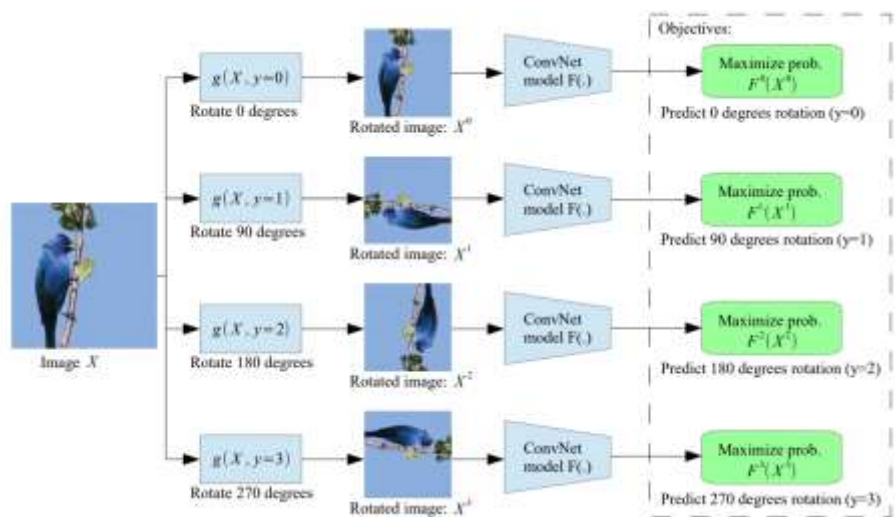 Objectives:
g(X, y=0)
Rotate 0 degrees
Rotated image: X⁰
ConvNet
model F(.)
Maximize prob.
F⁰(X⁰)
Predict 0 degrees rotation (y=0)
g(X, y=1)
Rotate 90 degrees
Rotated image: X¹
ConvNet
model F(.)
Maximize prob.
F¹(X¹)
Predict 90 degrees rotation (y=1)
Image X
g(X, y=2)
Rotate 180 degrees
Rotated image: X²
ConvNet
model F(.)
Maximize prob.
F²(X²)
Predict 180 degrees rotation (y=2)
g(X, y=3)
Rotate 270 degrees
Rotated image: X³
ConvNet
model F(.)
Maximize prob.
F³(X³)
Predict 270 degrees rotation (y=3)